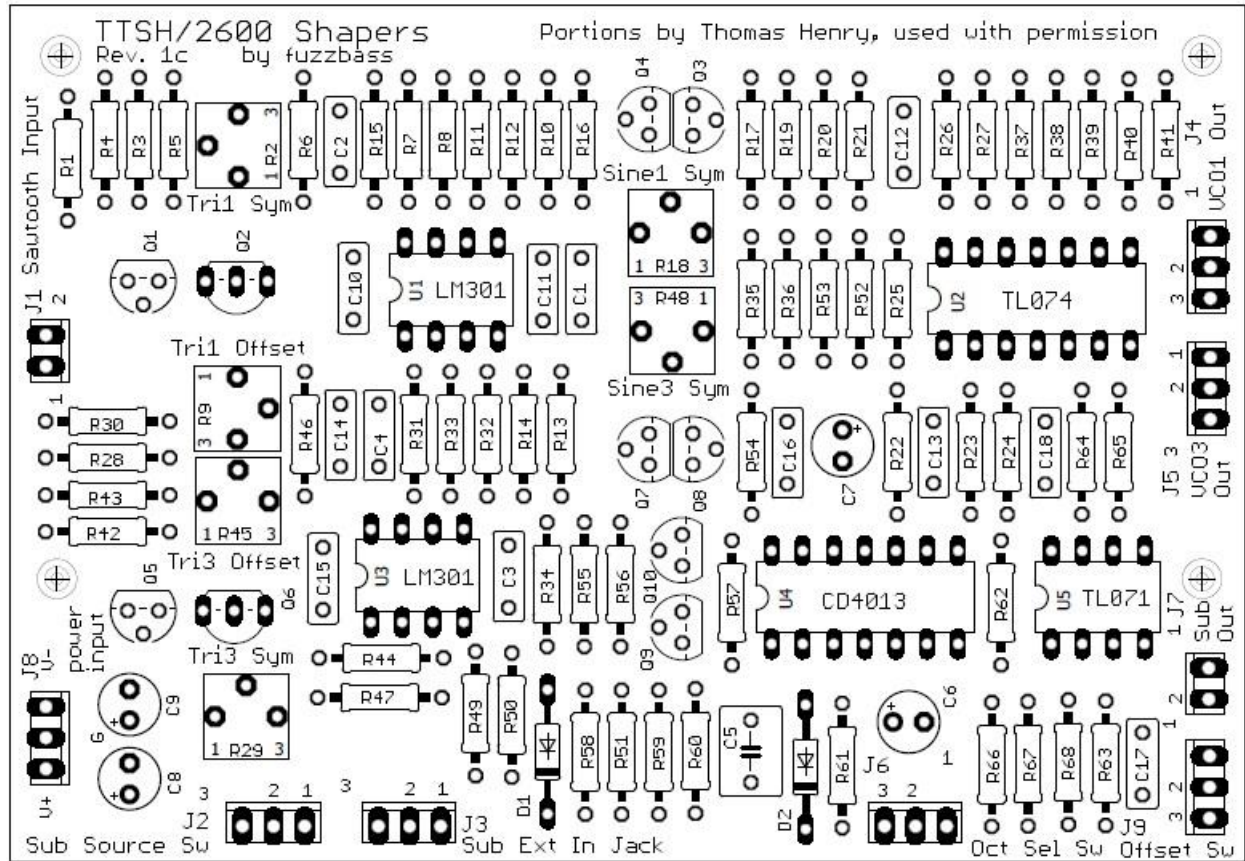 TTSH/2600 Shapers
Rev. 1c by fuzzbass
Portions by Thomas Henry, used with permission
J1 Sawtooth Input
2
1
R1
R4
R3
R5
3
1 R2
Tri1 Sym
R6
C2
R15
R7
R8
R11
R12
R10
R16
Q4
Q3
R17
R19
R20
R21
C12
R26
R27
R37
R38
R39
R40
R41
J4
VCO1 Out
1
2
3
Q1
Q2
C10
U1 LM301
C11
C1
Sine1 Sym
1 R18 3
3 R48 1
Sine3 Sym
R35
R36
R53
R52
R25
U2 TL074
Tri1 Offset
1
R9
3
R30
R28
R43
R42
1 R45 3
Tri3 Offset
R46
C14
C4
R31
R33
R32
R14
R13
Q7
Q8
R54
C16
+
C7
R22
C13
R23
R24
C18
R64
R65
1
2
3
J5
VCO3
Out
Q5
Q6
C15
U3 LM301
C3
R34
R55
R56
Q10
Q9
R57
U4 CD4013
R62
U5 TL071
J7
Sub
Out
1
2
J8
V-
power
input
G
V+
C9
+
C8
+
Tri3 Sym
1 R29 3
R44
R47
R49
R50
D1
R58
R51
R59
R60
C5
D2
R61
C6
+
J6
1
3 2
R66
R67
R68
R63
C17
1
2
3
J9
Offset Sw
3 2 1
J2
Sub Source Sw
3 2 1
J3
Sub Ext In Jack
Oct Sel Sw